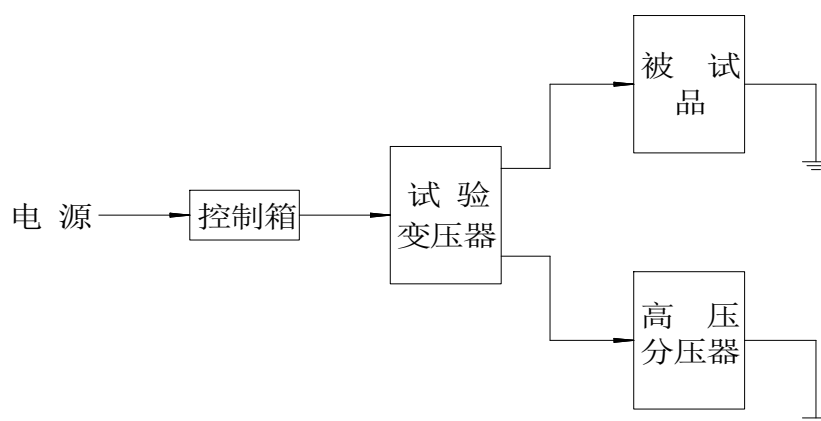 被 试
品
试 验
变压器
电 源
控制箱
高 压
分压器